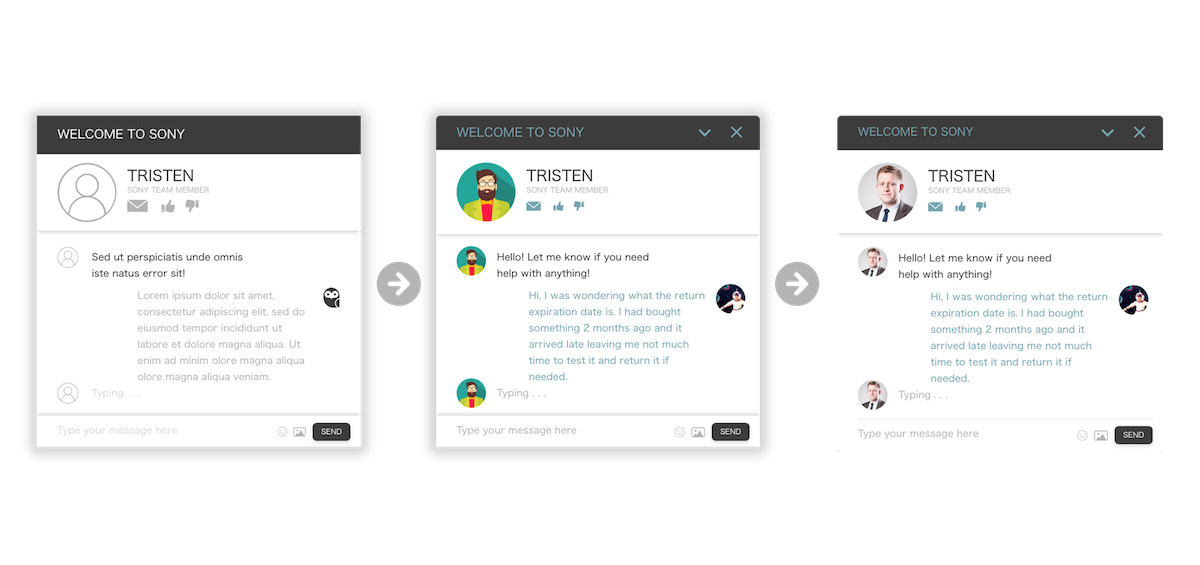 WELCOME TO SONY
TRISTEN
SONY TEAM MEMBER
Sed ut perspiciatis unde omnis
iste natus error sit!
Lorem ipsum dolor sit amet,
consectetur adipiscing elit, sed do
eiusmod tempor incididunt ut
labore et dolore magna aliqua. Ut
enim ad minim olore magna aliqua
olore magna aliqua veniam.
Typing . . .
Type your message here
SEND
WELCOME TO SONY
TRISTEN
SONY TEAM MEMBER
Hello! Let me know if you need
help with anything!
Hi, I was wondering what the return
expiration date is. I had bought
something 2 months ago and it
arrived late leaving me not much
time to test it and return it if
needed.
Typing . . .
Type your message here
SEND
WELCOME TO SONY
TRISTEN
SONY TEAM MEMBER
Hello! Let me know if you need
help with anything!
Hi, I was wondering what the return
expiration date is. I had bought
something 2 months ago and it
arrived late leaving me not much
time to test it and return it if
needed.
Typing . . .
Type your message here
SEND